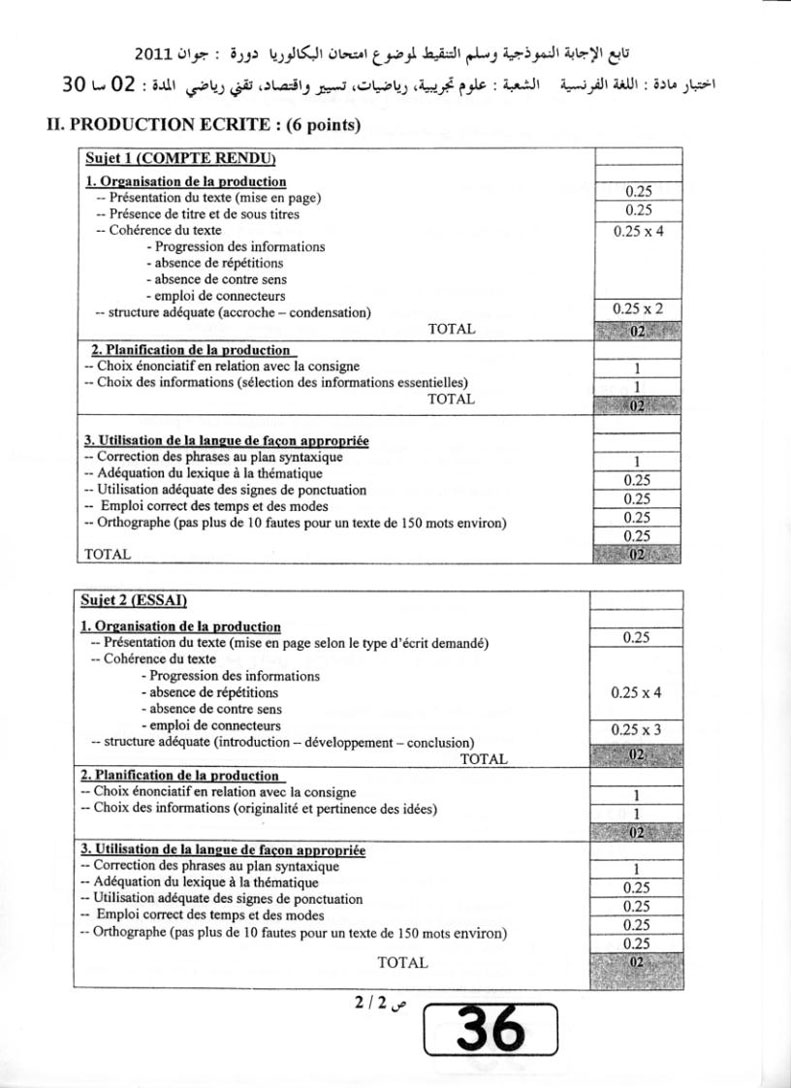 تابع الإجابة النموذجية وسلم التنقيط لموضوع امتحان البكالوريا دورة : جوان 2011
اختبار مادة : اللغة الفرنسية الشعبة : علوم تجريبية، رياضيات، تسيير واقتصاد، تقني رياضي المدة : 02 سا 30
II. PRODUCTION ECRITE : (6 points)
Sujet 1 (COMPTE RENDU)
1. Organisation de la production
-- Présentation du texte (mise en page) 0.25
-- Présence de titre et de sous titres 0.25
-- Cohérence du texte 0.25 x 4
- Progression des informations
- absence de répétitions
- absence de contre sens
- emploi de connecteurs
-- structure adéquate (accroche – condensation) 0.25 x 2
TOTAL 02
2. Planification de la production
-- Choix énonciatif en relation avec la consigne 1
-- Choix des informations (sélection des informations essentielles) 1
TOTAL 02
3. Utilisation de la langue de façon appropriée
-- Correction des phrases au plan syntaxique 1
-- Adéquation du lexique à la thématique 0.25
-- Utilisation adéquate des signes de ponctuation 0.25
-- Emploi correct des temps et des modes 0.25
-- Orthographe (pas plus de 10 fautes pour un texte de 150 mots environ) 0.25
TOTAL 02
Sujet 2 (ESSAI)
1. Organisation de la production
-- Présentation du texte (mise en page selon le type d'écrit demandé) 0.25
-- Cohérence du texte
- Progression des informations
- absence de répétitions 0.25 x 4
- absence de contre sens
- emploi de connecteurs 0.25 x 3
-- structure adéquate (introduction – développement – conclusion)
TOTAL 02
2. Planification de la production
-- Choix énonciatif en relation avec la consigne 1
-- Choix des informations (originalité et pertinence des idées) 1
02
3. Utilisation de la langue de façon appropriée
-- Correction des phrases au plan syntaxique 1
-- Adéquation du lexique à la thématique 0.25
-- Utilisation adéquate des signes de ponctuation 0.25
-- Emploi correct des temps et des modes 0.25
-- Orthographe (pas plus de 10 fautes pour un texte de 150 mots environ) 0.25
TOTAL 02
ص 2 / 2
36